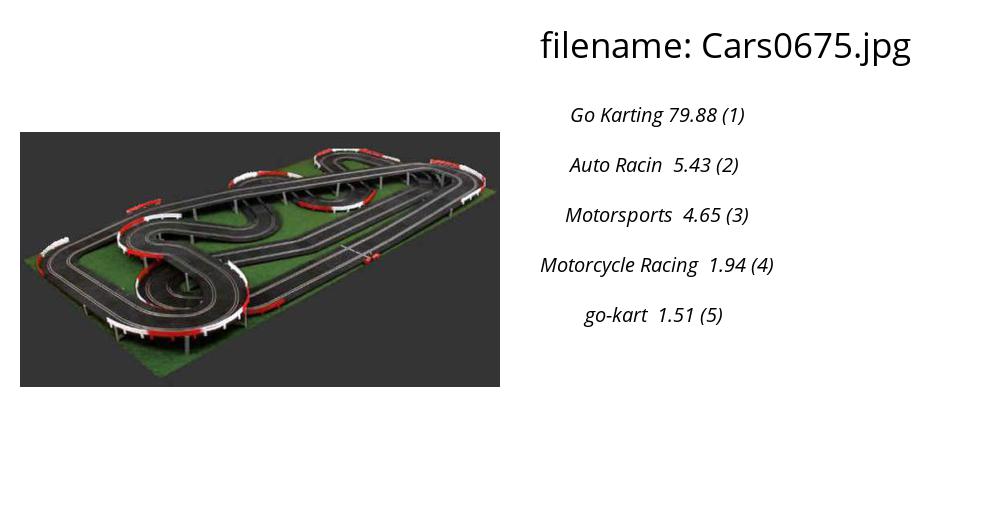 filename: Cars0675.jpg
Go Karting 79.88 (1)
Auto Racin 5.43 (2)
Motorsports 4.65 (3)
Motorcycle Racing 1.94 (4)
go-kart 1.51 (5)